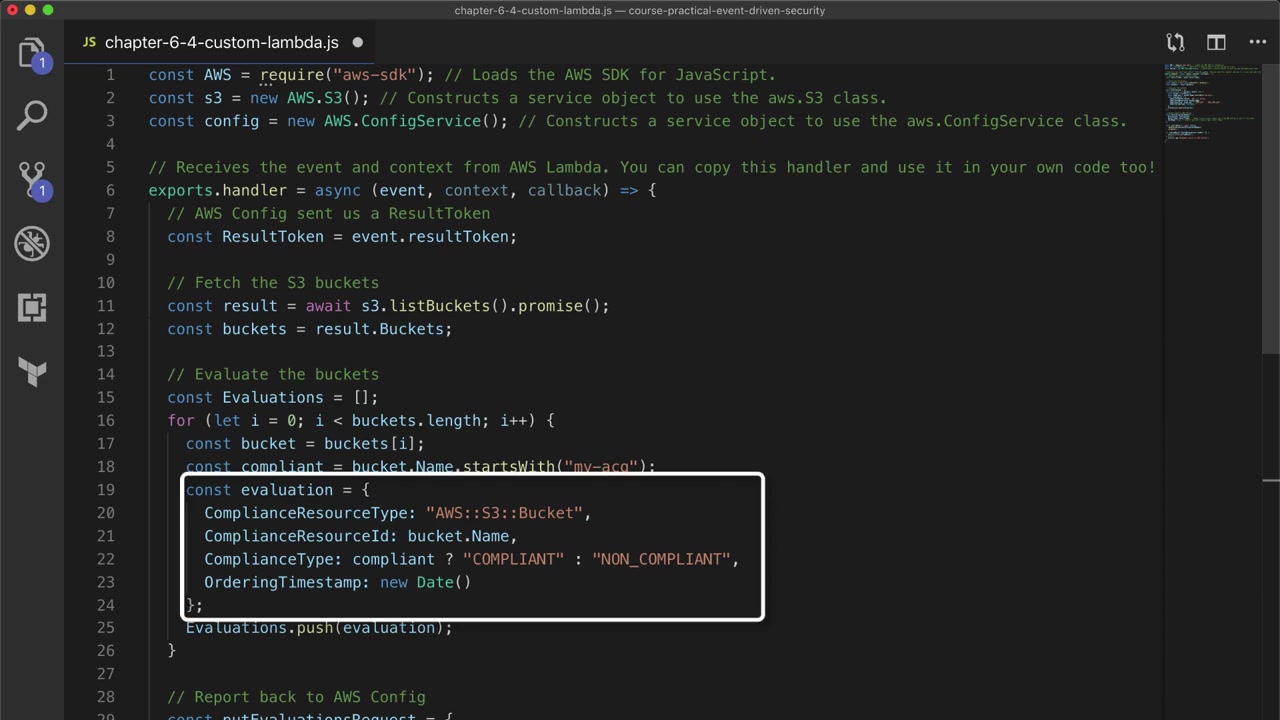 chapter-6-4-custom-lambda.js — course-practical-event-driven-security
JS chapter-6-4-custom-lambda.js
1
1
1 const AWS = require("aws-sdk"); // Loads the AWS SDK for JavaScript.
2 const s3 = new AWS.S3(); // Constructs a service object to use the aws.S3 class.
3 const config = new AWS.ConfigService(); // Constructs a service object to use the aws.ConfigService class.
4
5 // Receives the event and context from AWS Lambda. You can copy this handler and use it in your own code too!
6 exports.handler = async (event, context, callback) => {
7 // AWS Config sent us a ResultToken
8 const ResultToken = event.resultToken;
9
10 // Fetch the S3 buckets
11 const result = await s3.listBuckets().promise();
12 const buckets = result.Buckets;
13
14 // Evaluate the buckets
15 const Evaluations = [];
16 for (let i = 0; i < buckets.length; i++) {
17 const bucket = buckets[i];
18 const compliant = bucket.Name.startsWith("my-acg");
19 const evaluation = {
20 ComplianceResourceType: "AWS::S3::Bucket",
21 ComplianceResourceId: bucket.Name,
22 ComplianceType: compliant ? "COMPLIANT" : "NON_COMPLIANT",
23 OrderingTimestamp: new Date()
24 };
25 Evaluations.push(evaluation);
26 }
27
28 // Report back to AWS Config
29 const putEvaluationsRequest = {